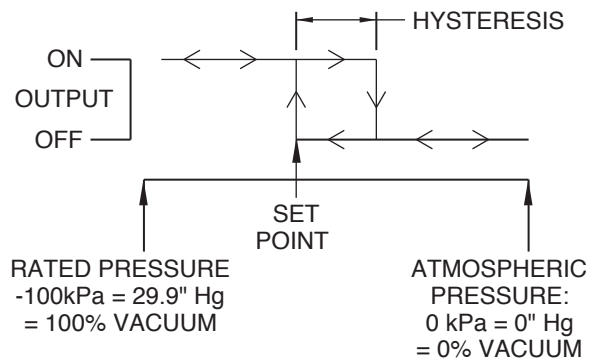 HYSTERESIS
ON
OUTPUT
OFF
SET
POINT
RATED PRESSURE
-100kPa = 29.9" Hg
= 100% VACUUM
ATMOSPHERIC
PRESSURE:
0 kPa = 0" Hg
= 0% VACUUM